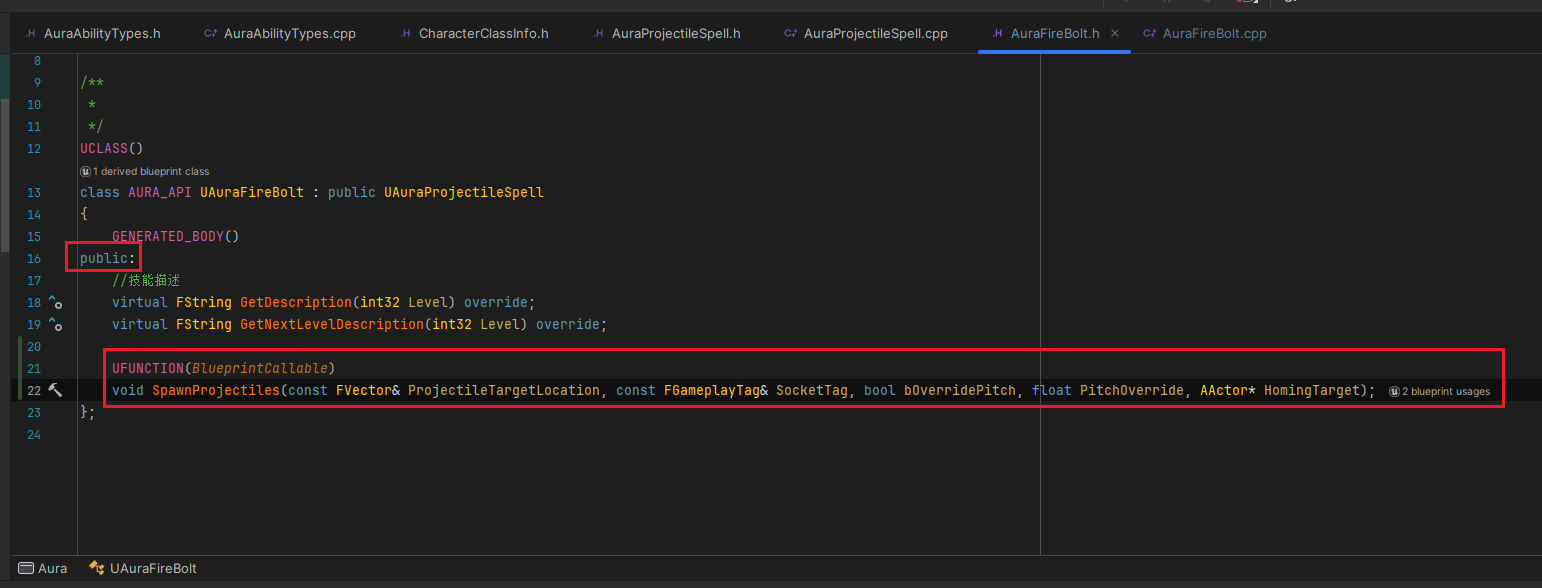 AuraAbilityTypes.h AuraAbilityTypes.cpp CharacterClassInfo.h AuraProjectileSpell.h AuraProjectileSpell.cpp AuraFireBolt.h AuraFireBolt.cpp
8
9 /**
10 *
11 */
12 UCLASS()
1 derived blueprint class
13 class AURA_API UAuraFireBolt : public UAuraProjectileSpell
14 {
15 GENERATED_BODY()
16 public:
17 //技能描述
18 virtual FString GetDescription(int32 Level) override;
19 virtual FString GetNextLevelDescription(int32 Level) override;
20
21 UFUNCTION(BlueprintCallable)
22 void SpawnProjectiles(const FVector& ProjectileTargetLocation, const FGameplayTag& SocketTag, bool bOverridePitch, float PitchOverride, AActor* HomingTarget); 2 blueprint usages
23 };
24
Aura UAuraFireBolt